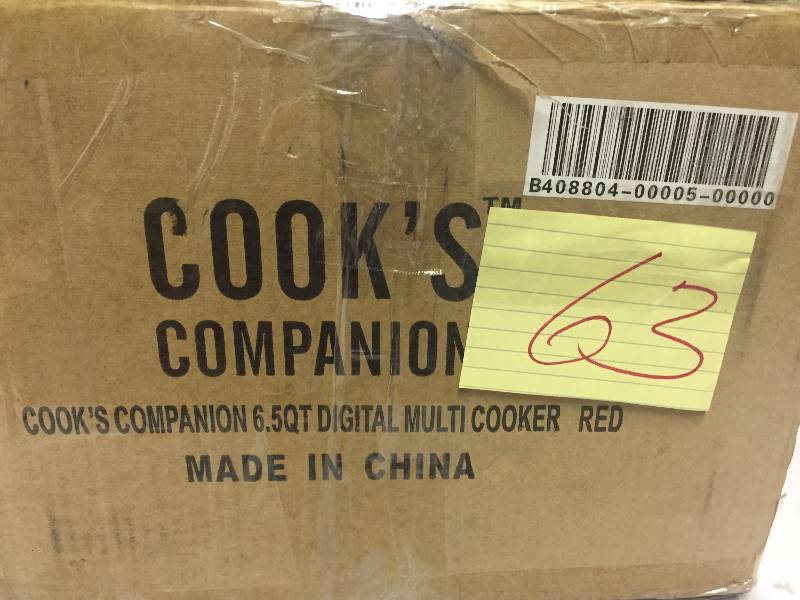 B408804-00005-00000
COOK'S™
63
COMPANION
COOK'S COMPANION 6.5QT DIGITAL MULTI COOKER RED
MADE IN CHINA